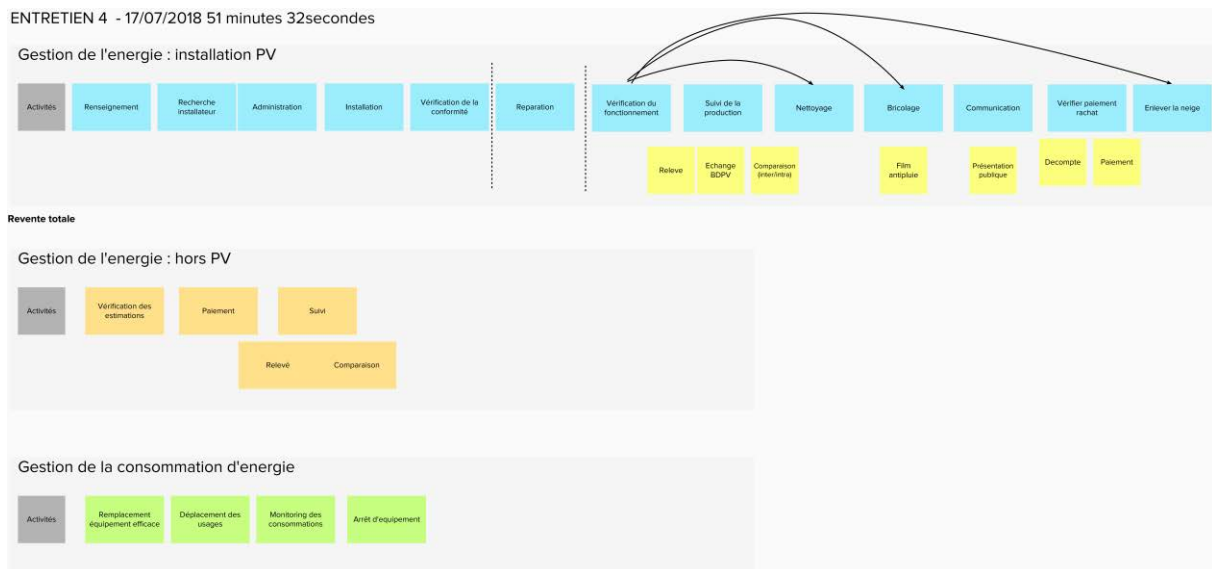 ENTRETIEN 4 - 17/07/2018 51 minutes 32secondes
Gestion de l'energie : installation PV
Activités
Renseignement
Recherche
installateur
Administration
Installation
Vérification de la
conformité
Reparation
Vérification du
fonctionnement
Suivi de la
production
Nettoyage
Bricolage
Communication
Vérifier paiement
rachat
Enlever la neige
Releve
Echange
BDPV
Comparaison
(inter/intra)
Film
antipluie
Présentation
publique
Decompte
Paiement
Revente totale
Gestion de l'energie : hors PV
Activités
Vérification des
estimations
Paiement
Suivi
Relevé
Comparaison
Gestion de la consommation d'energie
Activités
Remplacement
équipement efficace
Déplacement des
usages
Monitoring des
consommations
Arrêt d'equipement